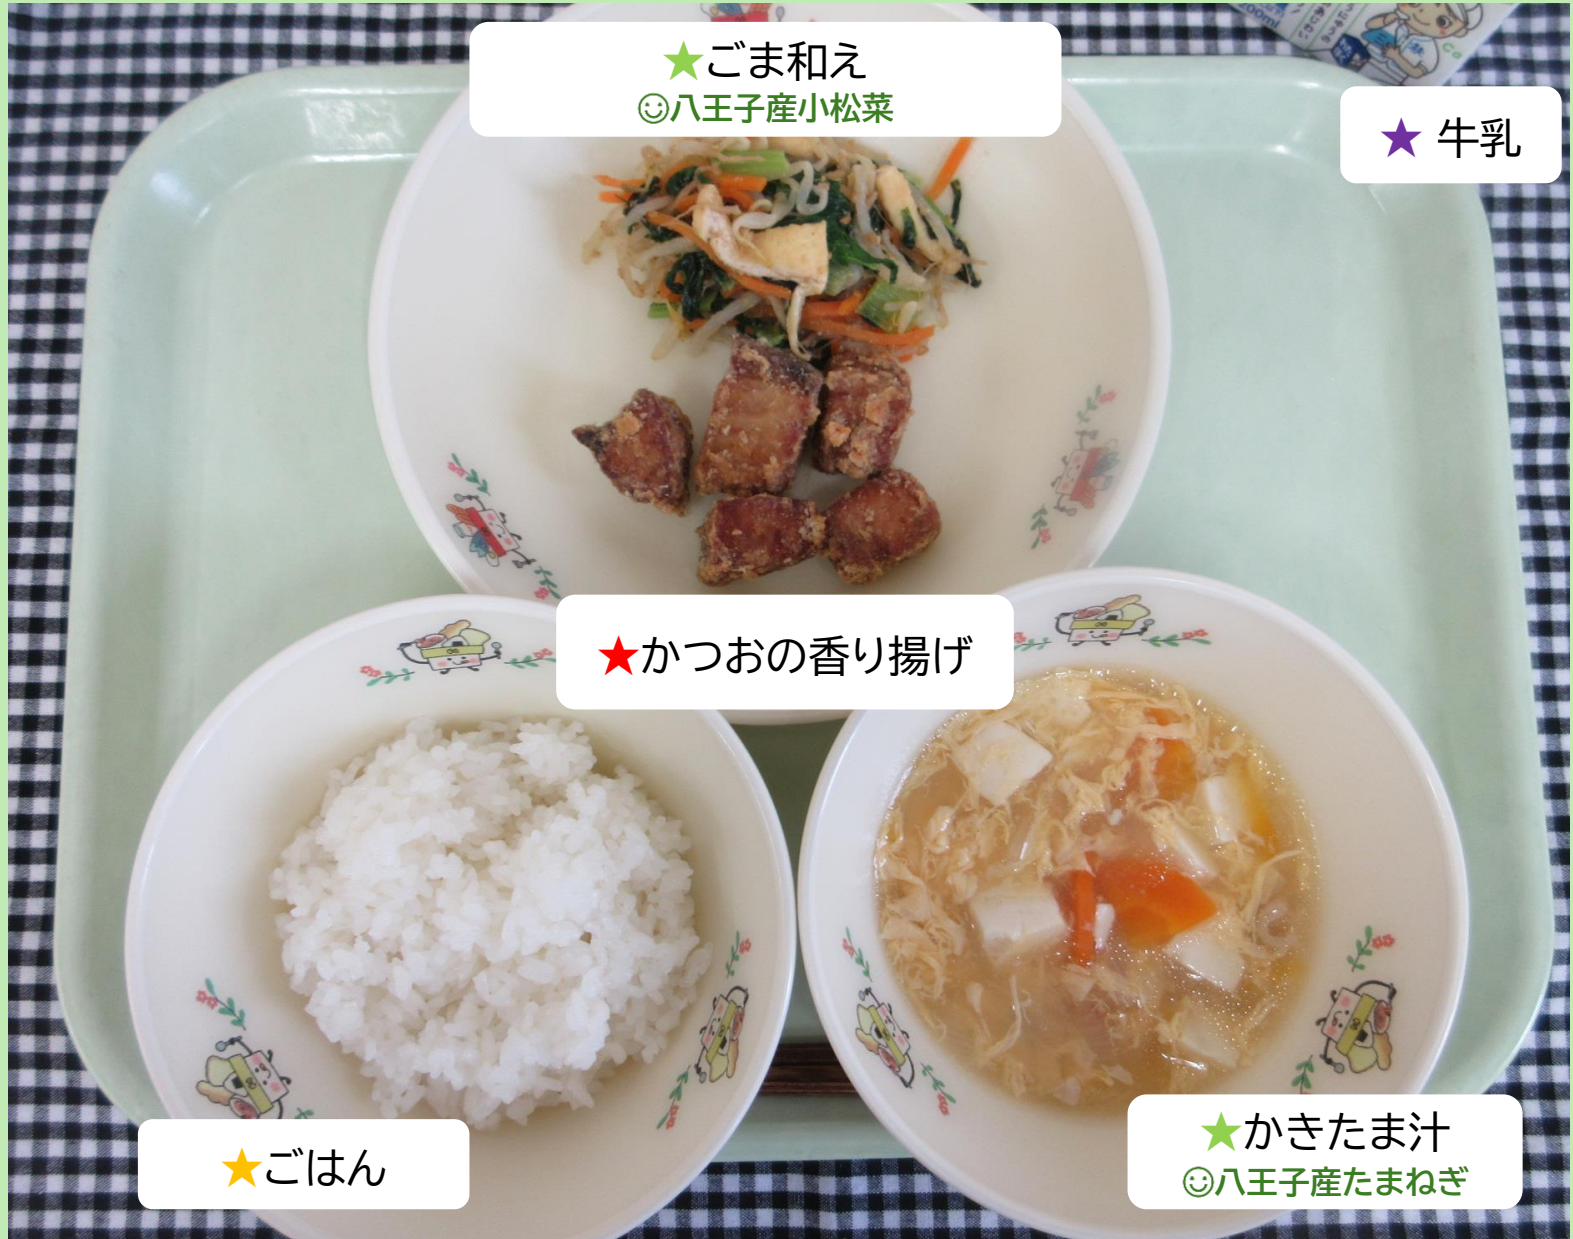 ★ごま和え
☺八王子産小松菜
★ 牛乳
★かつおの香り揚げ
★ごはん
★かきたま汁
☺八王子産たまねぎ